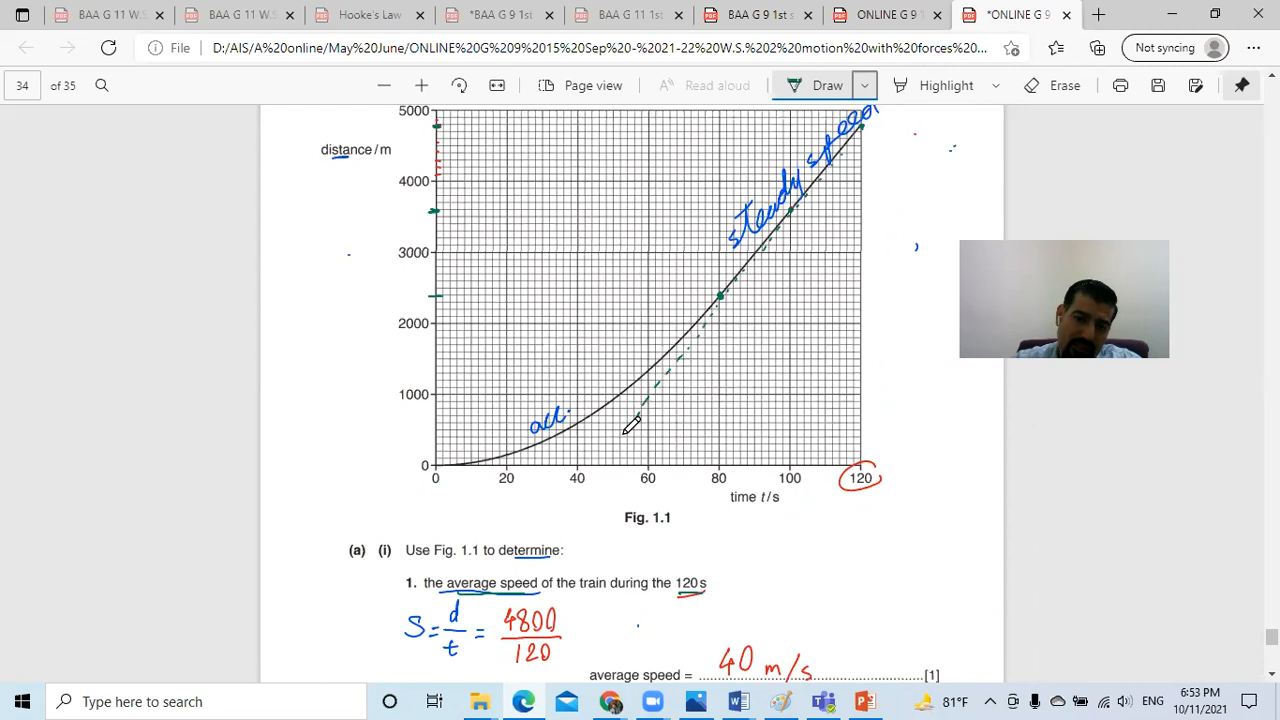 BAA G 11 W.S
BAA G 11 W.S
Hooke's Law
*BAA G 9 1st
BAA G 11 1st
BAA G 9 1st s
ONLINE G 9 1
*ONLINE G 9
File
D:/AIS/A%20online/May%20June/ONLINE%20G%209%2015%20Sep%20-%2021-22%20W.S.%202%20motion%20with%20forces%20...
Not syncing
34 of 35
Page view
Read aloud
Draw
Highlight
Erase
5000
distance / m
4000
3000
2000
1000
0
steady speed
acc.
0 20 40 60 80 100 120
time t / s
Fig. 1.1
(a) (i) Use Fig. 1.1 to determine:
1. the average speed of the train during the 120 s
S = d/t = 4800/120
average speed = 40 m/s [1]
Type here to search
81°F
ENG
6:53 PM
10/11/2021